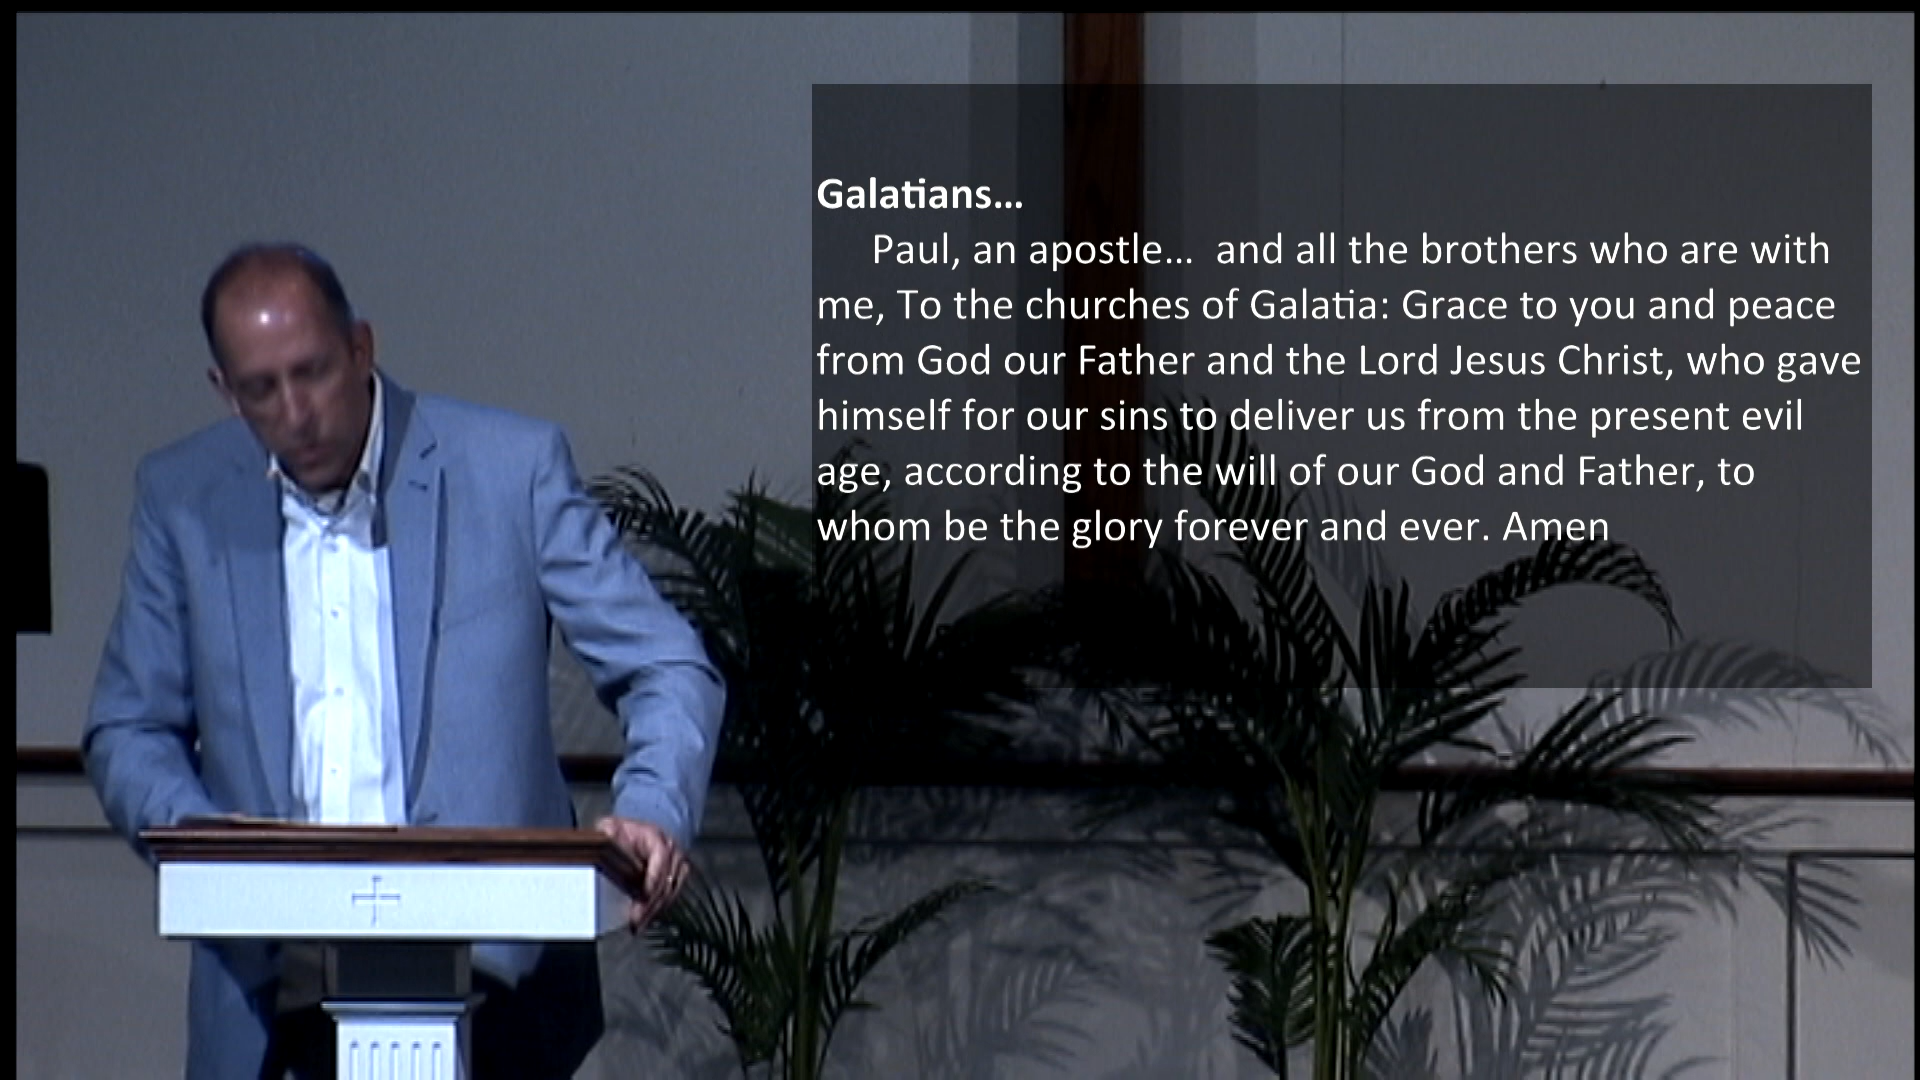 Galatians...
Paul, an apostle...  and all the brothers who are with
me, To the churches of Galatia: Grace to you and peace
from God our Father and the Lord Jesus Christ, who gave
himself for our sins to deliver us from the present evil
age, according to the will of our God and Father, to
whom be the glory forever and ever. Amen